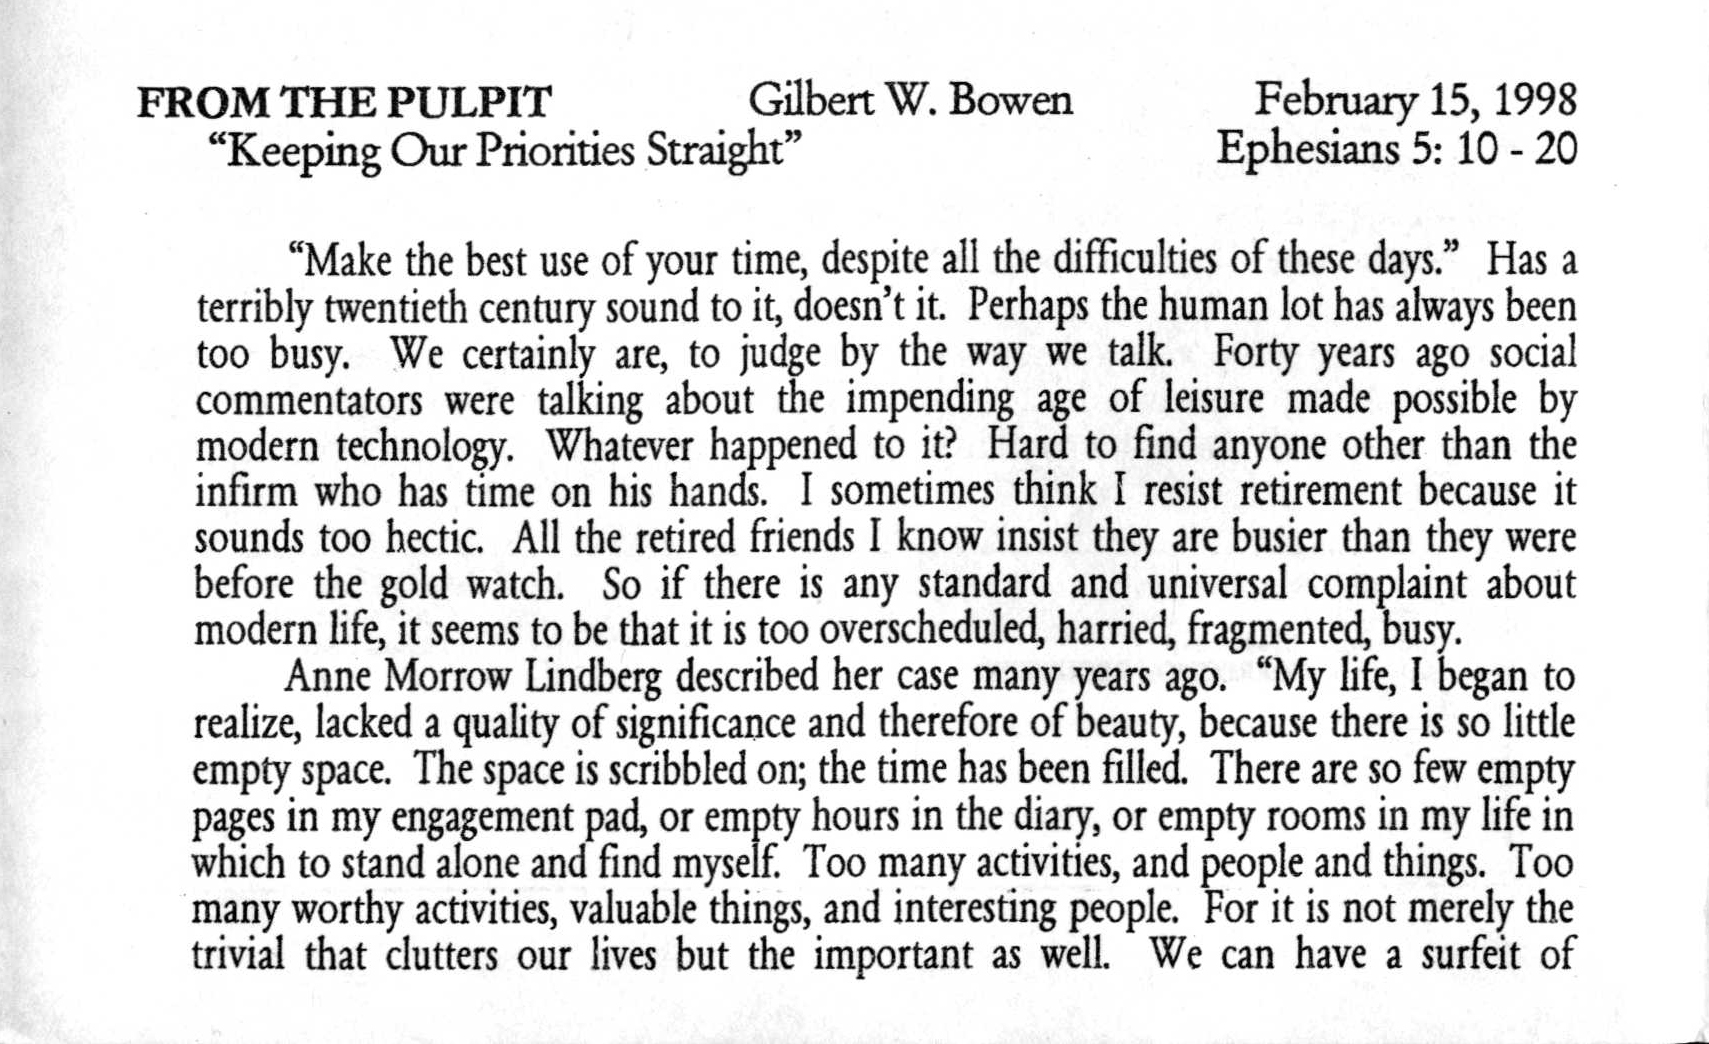 FROM THE PULPIT Gilbert W. Bowen February 15, 1998
“Keeping Our Priorities Straight” Ephesians 5: 10 - 20
“Make the best use of your time, despite all the difficulties of these days.” Has a
terribly twentieth century sound to it, doesn’t it. Perhaps the human lot has always been
too busy. We certainly are, to judge by the way we talk. Forty years ago social
commentators were talking about the impending age of leisure made possible by
modern technology. Whatever happened to it? Hard to find anyone other than the
infirm who has time on his hands. I sometimes think I resist retirement because it
sounds too hectic. All the retired friends I know insist they are busier than they were
before the gold watch. So if there is any standard and universal complaint about
modern life, it seems to be that it is too overscheduled, harried, fragmented, busy.
Anne Morrow Lindberg described her case many years ago. “My life, I began to
realize, lacked a quality of significance and therefore of beauty, because there is so little
empty space. The space is scribbled on; the time has been filled. There are so few empty
pages in my engagement pad, or empty hours in the diary, or empty rooms in my life in
which to stand alone and find myself. Too many activities, and people and things. Too
many worthy activities, valuable things, and interesting people. For it is not merely the
trivial that clutters our lives but the important as well. We can have a surfeit of